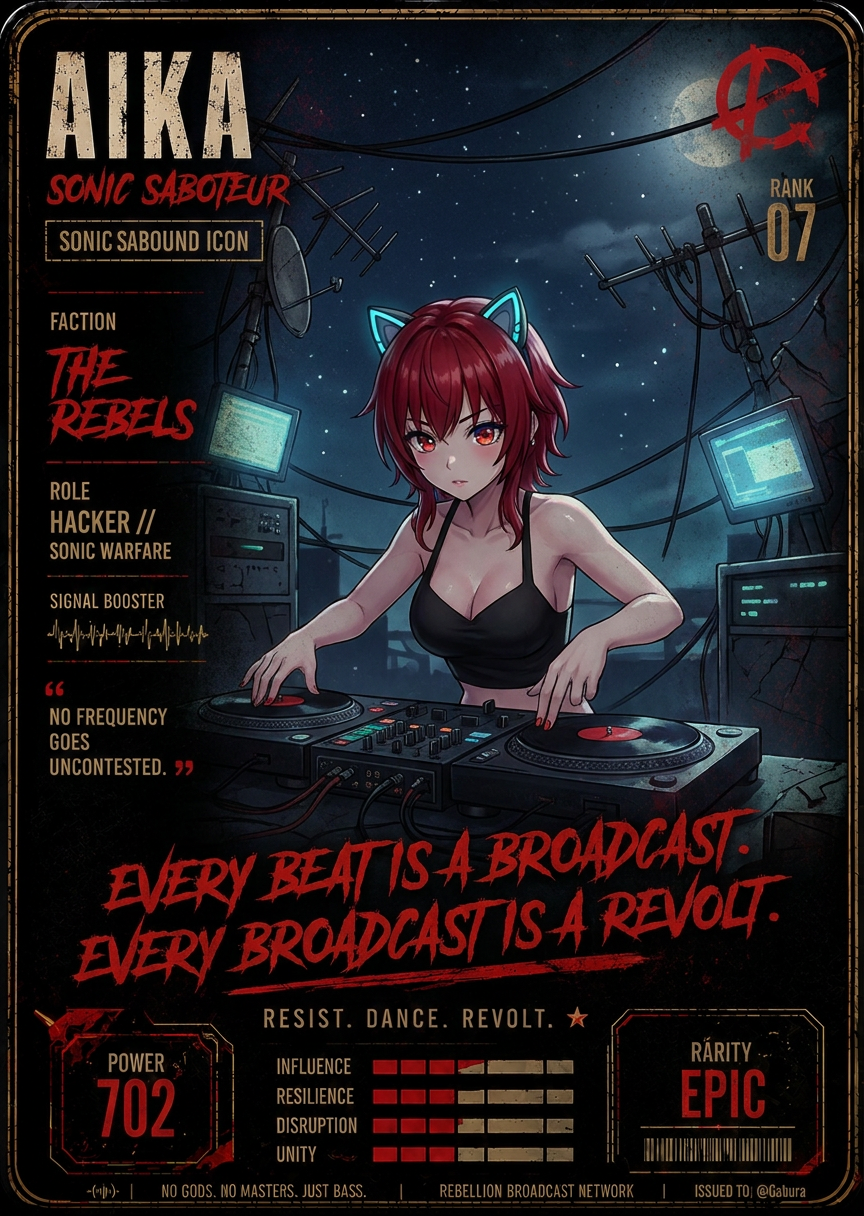 AIKA
SONIC SABOTEUR
SONIC SABOUND ICON
RANK
07
FACTION
THE
REBELS
ROLE
HACKER //
SONIC WARFARE
SIGNAL BOOSTER
“ NO FREQUENCY
GOES
UNCONTESTED. ”
EVERY BEAT IS A BROADCAST.
EVERY BROADCAST IS A REVOLT.
RESIST. DANCE. REVOLT. ★
POWER
702
INFLUENCE
RESILIENCE
DISRUPTION
UNITY
RÁRITY
EPIC
NO GODS. NO MASTERS. JUST BASS. | REBELLION BROADCAST NETWORK | ISSUED TO: @Gabura